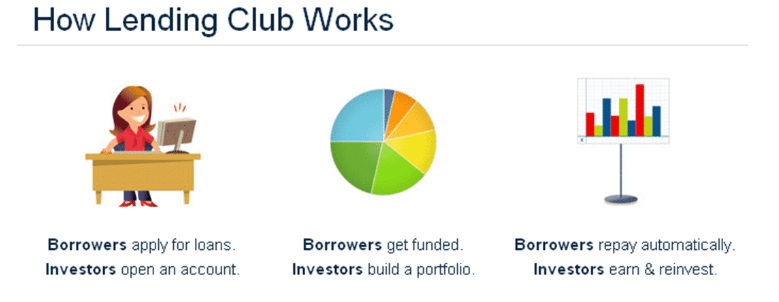 How Lending Club Works
Borrowers apply for loans.
Investors open an account.
Borrowers get funded.
Investors build a portfolio.
Borrowers repay automatically.
Investors earn & reinvest.